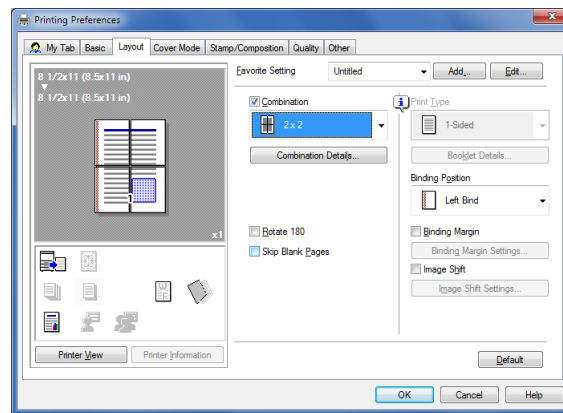 Printing Preferences
My Tab Basic Layout Cover Mode Stamp/Composition Quality Other
8 1/2x11 (8.5x11 in)
8 1/2x11 (8.5x11 in)
1
x1
Printer View Printer Information
Favorite Setting Untitled Add... Edit...
Combination
2 x 2
Combination Details...
Rotate 180
Skip Blank Pages
Print Type
1-Sided
Booklet Details...
Binding Position
Left Bind
Binding Margin
Binding Margin Settings...
Image Shift
Image Shift Settings...
Default
OK Cancel Help